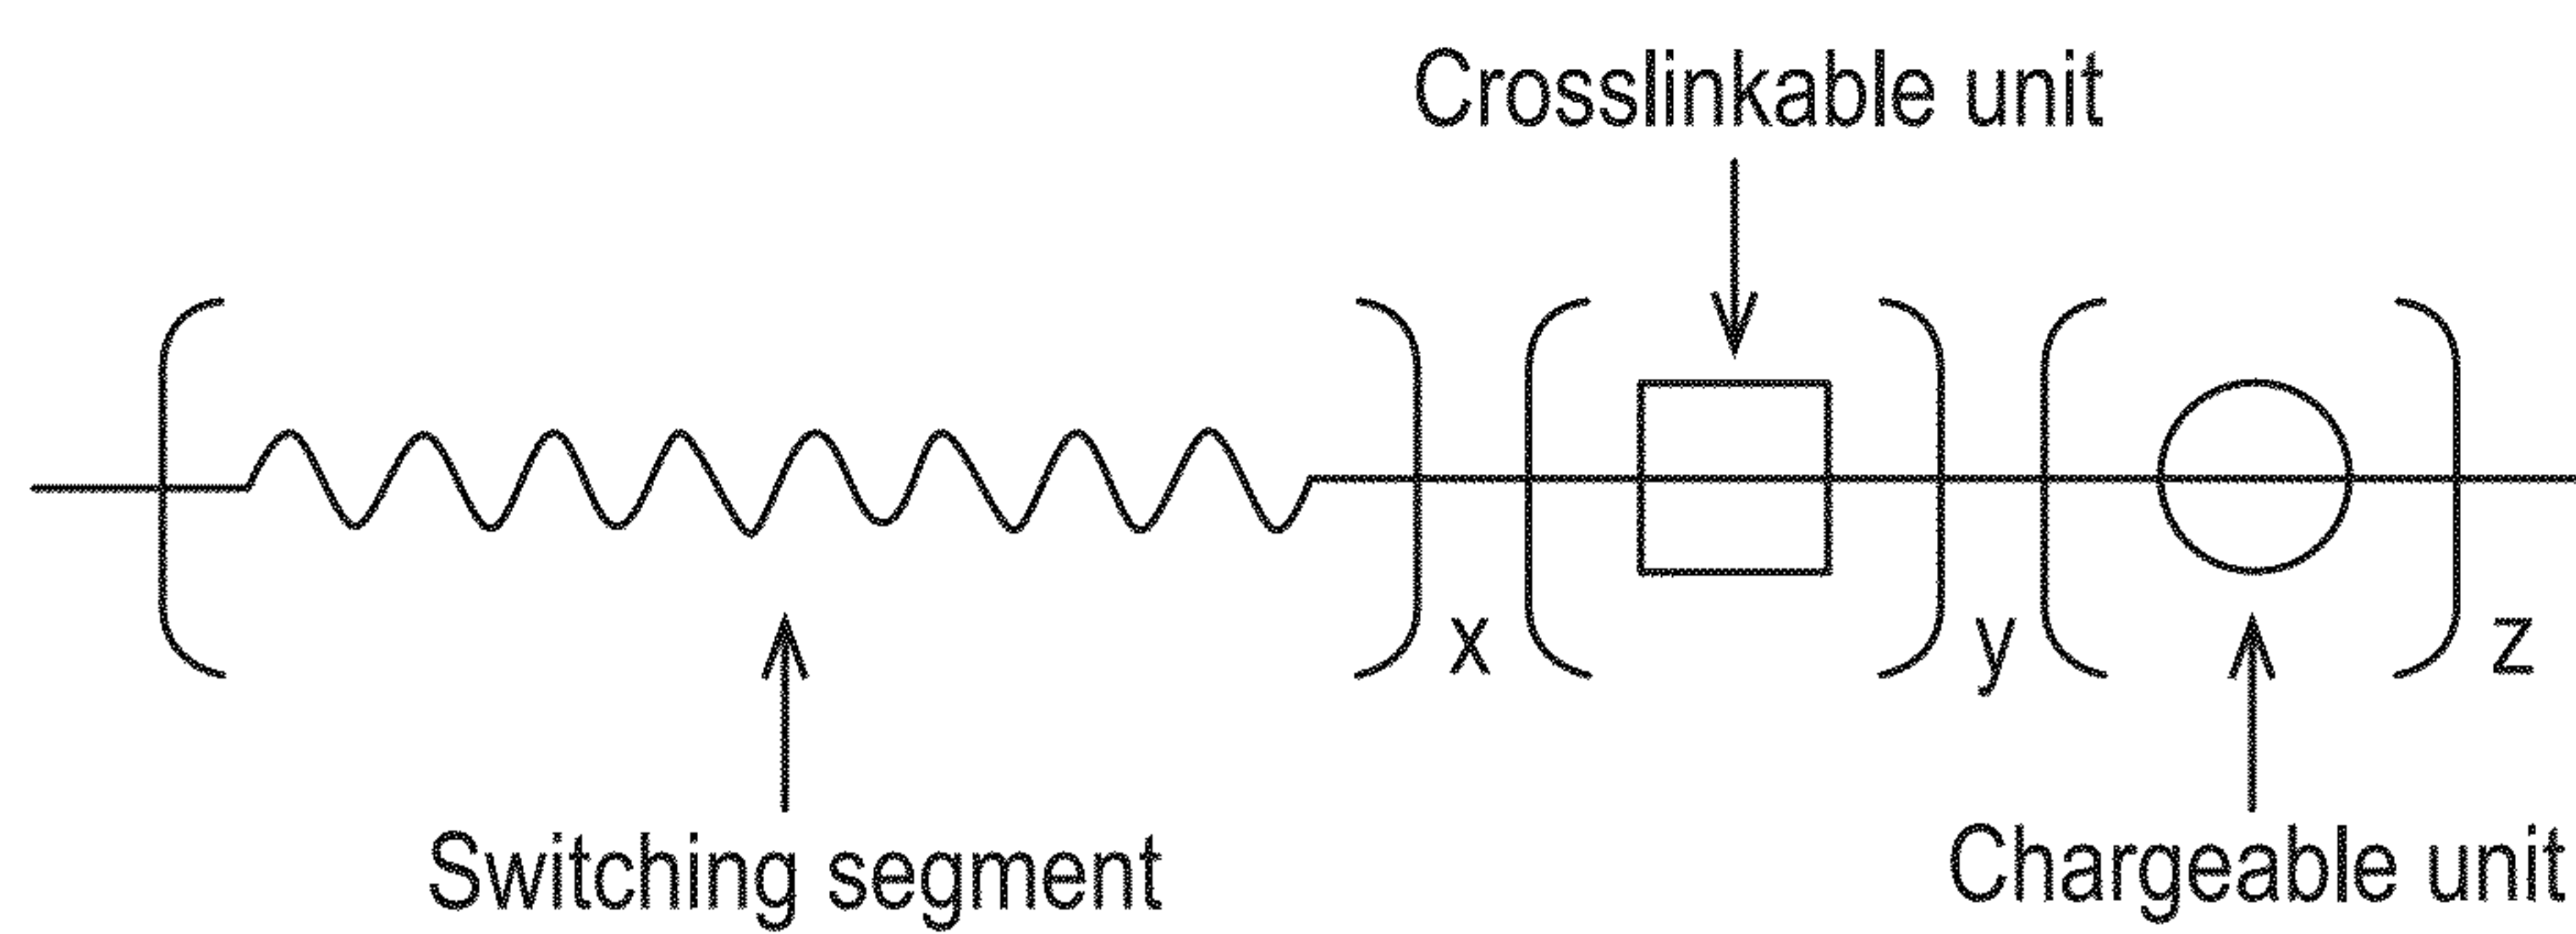 Crosslinkable unit
x
y
z
Switching segment
Chargeable unit